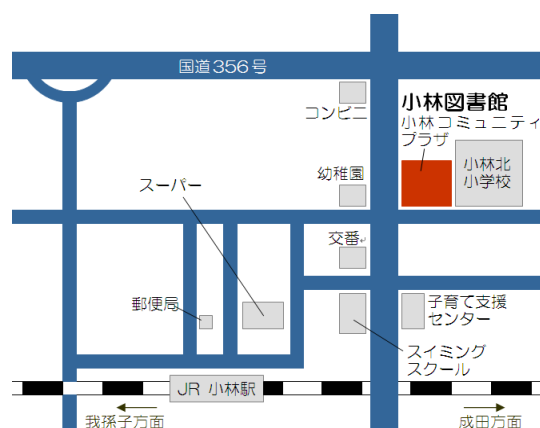 国道356号
コンビニ
小林図書館
小林コミュニティ
プラザ
小林北
小学校
幼稚園
スーパー
交番
郵便局
子育て支援
センター
スイミング
スクール
JR 小林駅
我孫子方面
成田方面